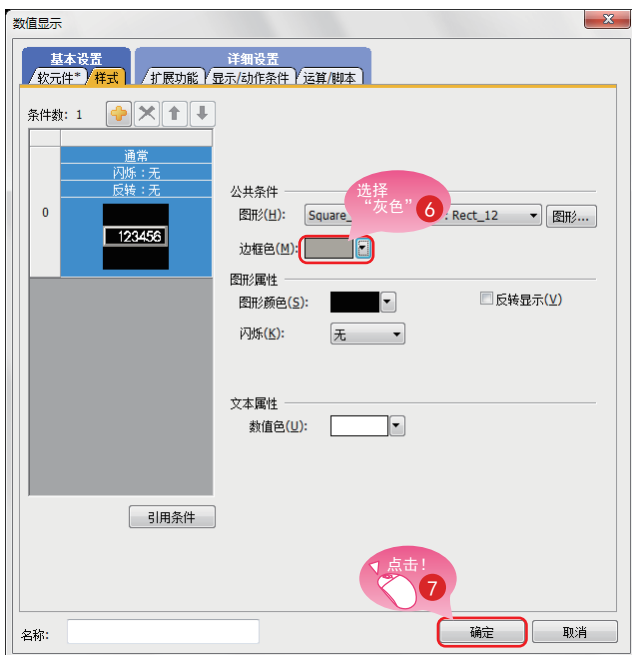 数值显示
基本设置
详细设置
软元件*
样式
扩展功能
显示/动作条件
运算/脚本
条件数: 1
0
通常
闪烁：无
反转：无
123456
公共条件
图形(H):
Square_
: Rect_12
图形...
选择
“灰色”
6
边框色(M):
图形属性
图形颜色(S):
反转显示(V)
闪烁(K):
无
文本属性
数值色(U):
引用条件
点击!
7
名称:
确定
取消